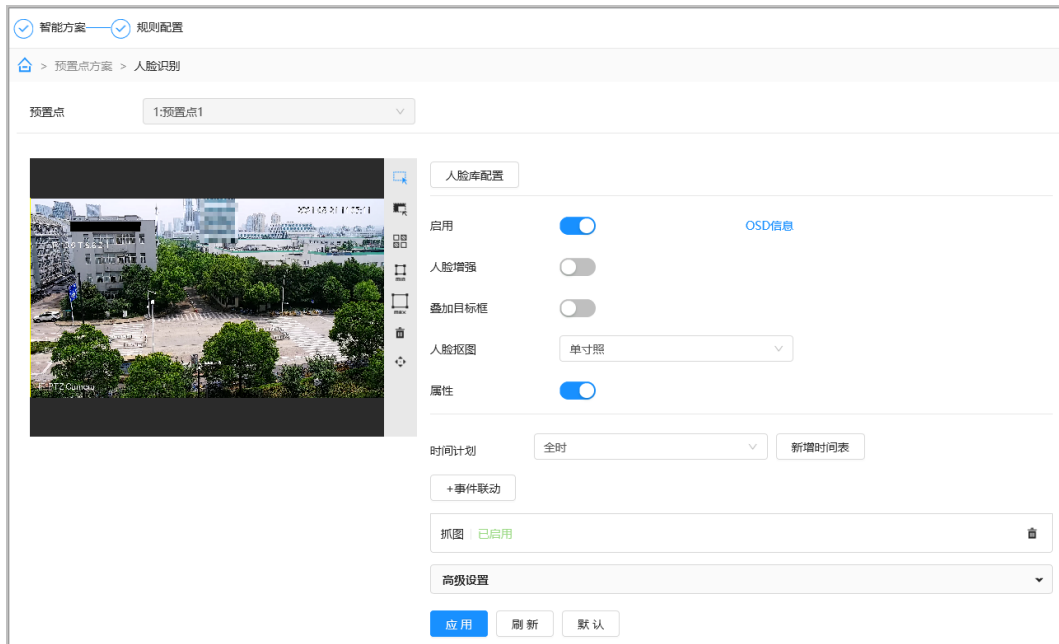 智能方案 规则配置
> 预置点方案 > 人脸识别
预置点 1:预置点1
人脸库配置
启用 OSD信息
人脸增强
叠加目标框
人脸抠图 单寸照
属性
min
max
时间计划 全时 新增时间表
+事件联动
抓图 已启用
高级设置
应用 刷新 默认